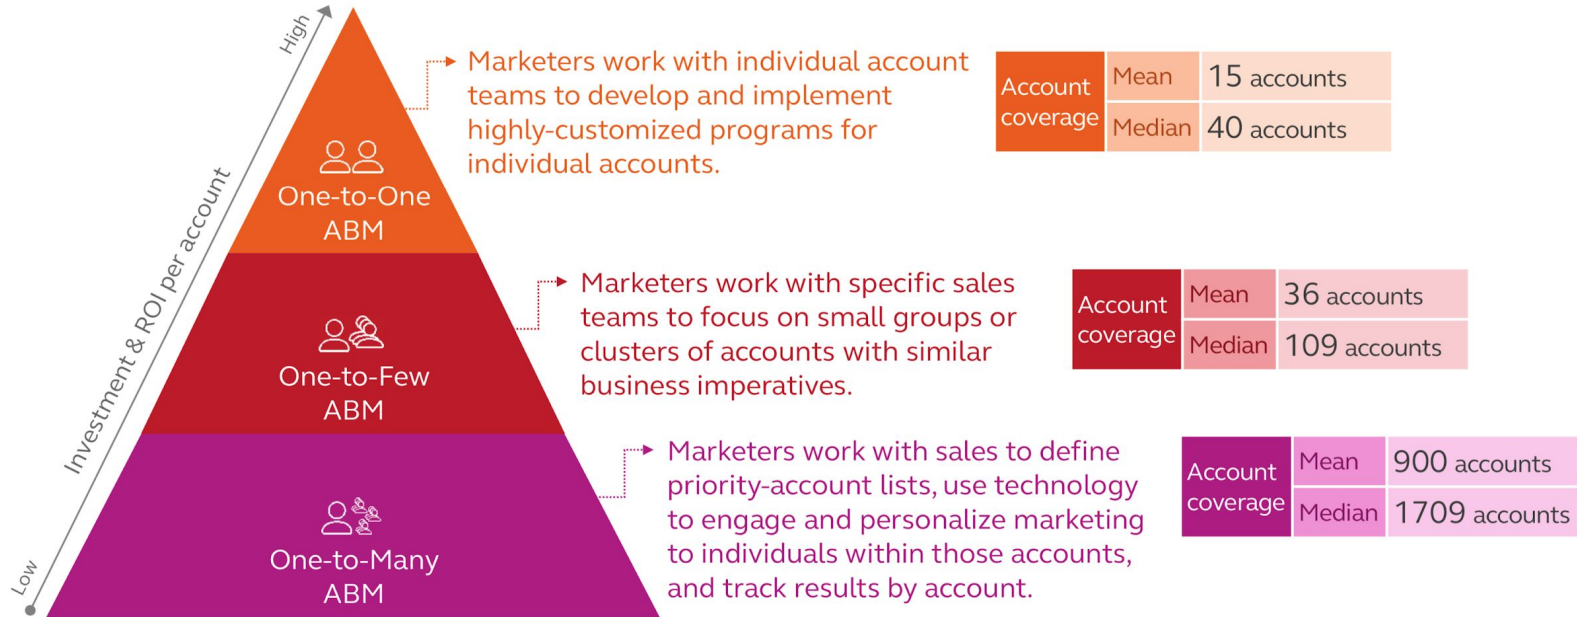 High
Investment & ROI per account
Low
One-to-One
ABM
Marketers work with individual account
teams to develop and implement
highly-customized programs for
individual accounts.
Account
coverage
Mean
15 accounts
Median
40 accounts
One-to-Few
ABM
Marketers work with specific sales
teams to focus on small groups or
clusters of accounts with similar
business imperatives.
Account
coverage
Mean
36 accounts
Median
109 accounts
One-to-Many
ABM
Marketers work with sales to define
priority-account lists, use technology
to engage and personalize marketing
to individuals within those accounts,
and track results by account.
Account
coverage
Mean
900 accounts
Median
1709 accounts